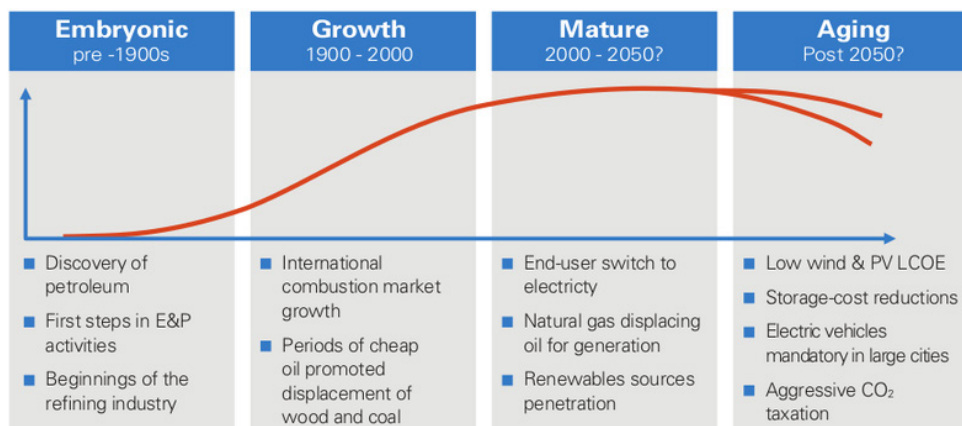 Embryonic
pre -1900s
Growth
1900 - 2000
Mature
2000 - 2050?
Aging
Post 2050?
Discovery of
petroleum
First steps in E&P
activities
Beginnings of the
refining industry
International
combustion market
growth
Periods of cheap
oil promoted
displacement of
wood and coal
End-user switch to
electricty
Natural gas displacing
oil for generation
Renewables sources
penetration
Low wind & PV LCOE
Storage-cost reductions
Electric vehicles
mandatory in large cities
Aggressive CO₂
taxation